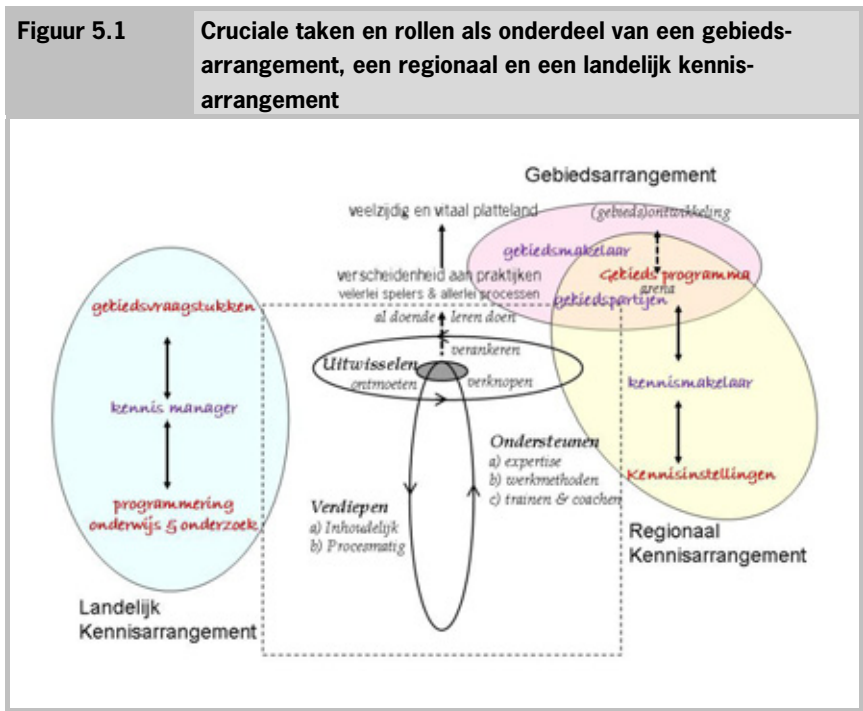 Figuur 5.1
Cruciale taken en rollen als onderdeel van een gebieds-
arrangement, een regionaal en een landelijk kennis-
arrangement
Gebiedsarrangement
veelzijdig en vitaal platteland
(gebieds)ontwikkeling
gebiedsmakelaar
verscheidenheid aan praktijken
velerlei spelers & allerlei processen
Gebieds programma
arena
gebiedspartijen
gebiedsvraagstukken
al doende leren doen
verankeren
Uitwisselen
ontmoeten
verknopen
kennis manager
kennismakelaar
Ondersteunen
a) expertise
b) werkmethoden
c) trainen & coachen
Kennisinstellingen
programmering
onderwijs & onderzoek
Verdiepen
a) Inhoudelijk
b) Procesmatig
Regionaal
Kennisarrangement
Landelijk
Kennisarrangement